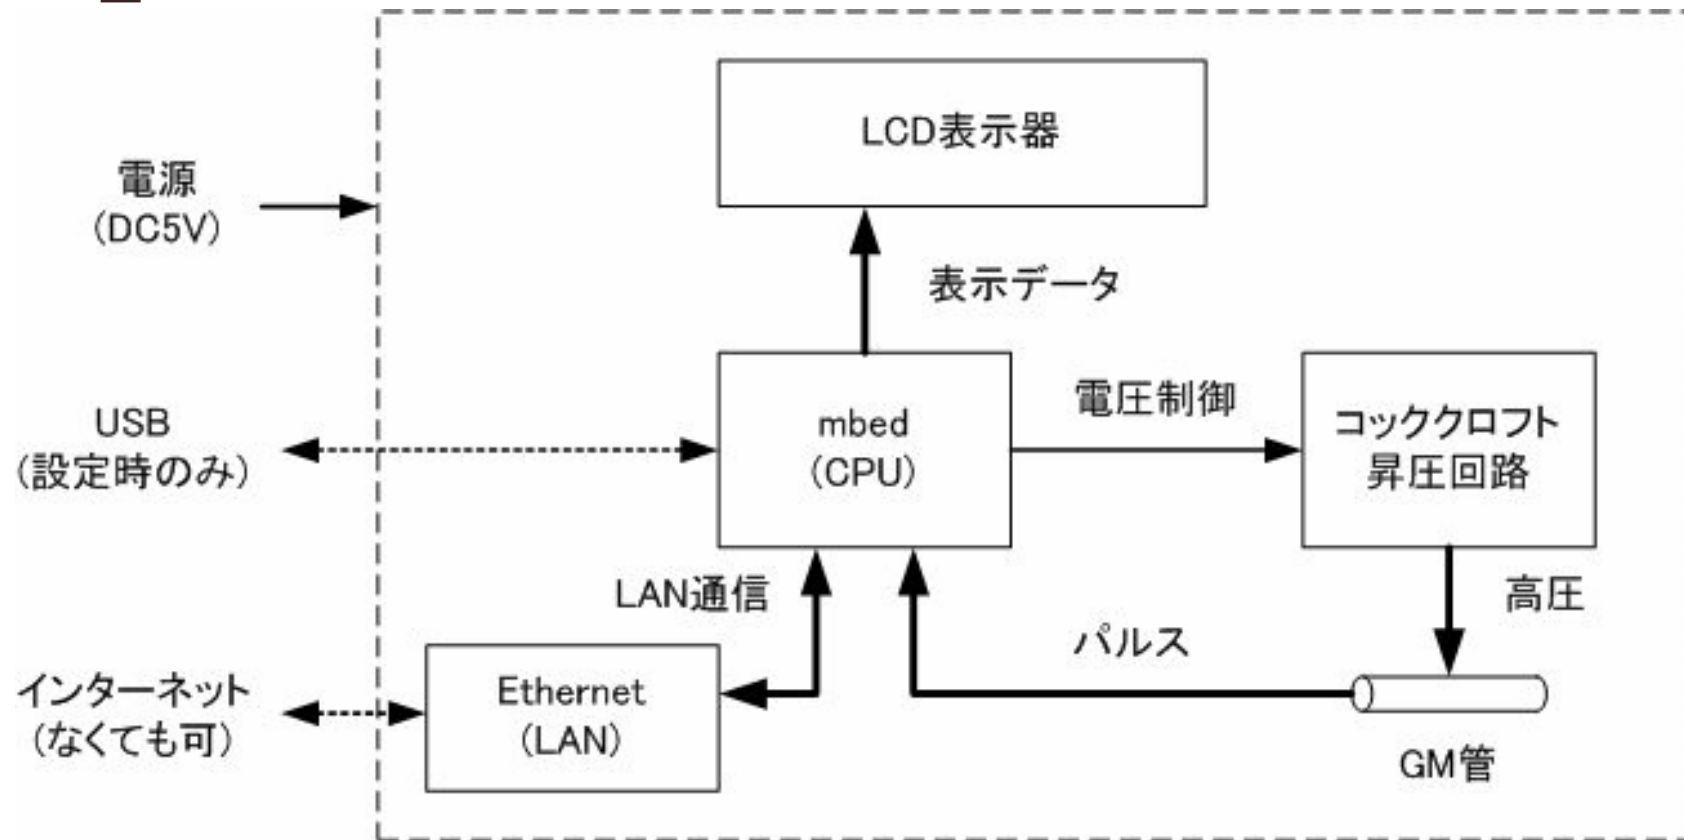 LCD表示器
電源
(DC5V)
表示データ
USB
(設定時のみ)
mbed
(CPU)
電圧制御
コッククロフト
昇圧回路
LAN通信
高圧
パルス
インターネット
(なくても可)
Ethernet
(LAN)
GM管